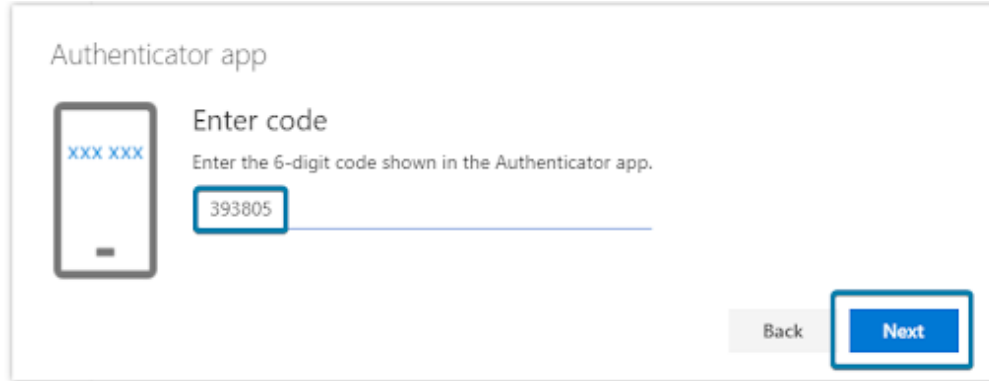 Authenticator app
xxx xxx
Enter code
Enter the 6-digit code shown in the Authenticator app.
393805
Back
Next